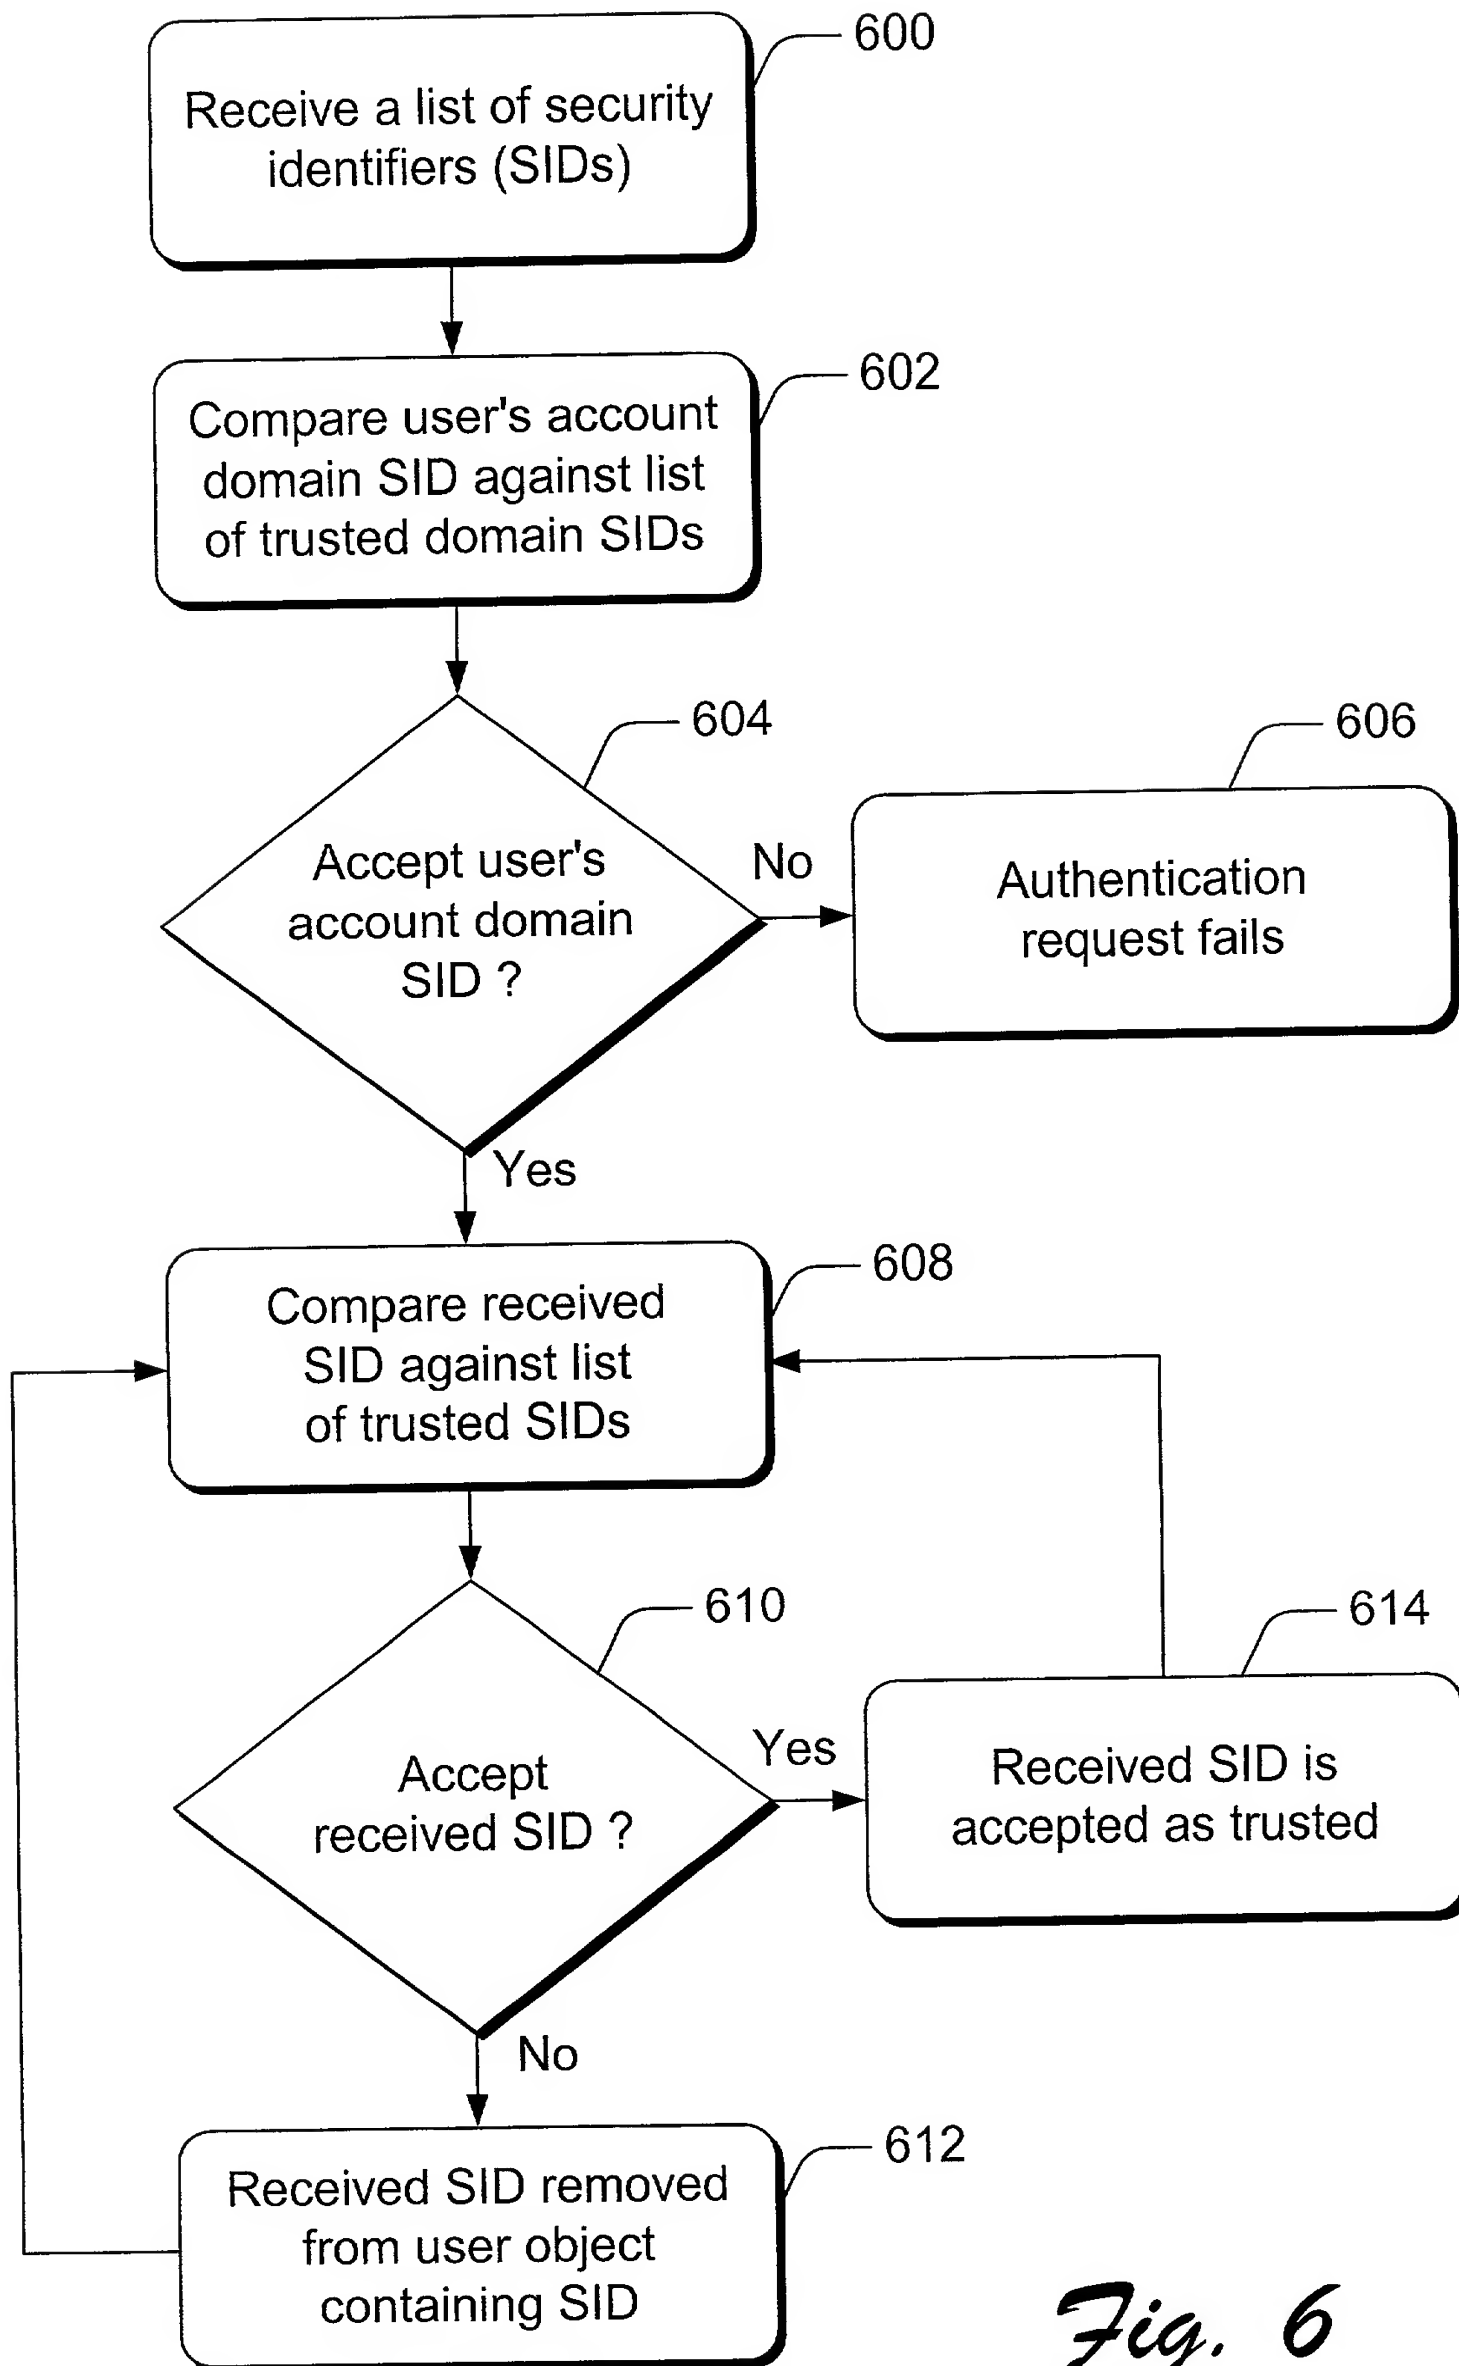 600
Receive a list of security
identifiers (SIDs)
602
Compare user's account
domain SID against list
of trusted domain SIDs
604
606
Accept user's
account domain
SID ?
No
Authentication
request fails
Yes
608
Compare received
SID against list
of trusted SIDs
610
614
Accept
received SID ?
Yes
Received SID is
accepted as trusted
No
612
Received SID removed
from user object
containing SID
Fig. 6